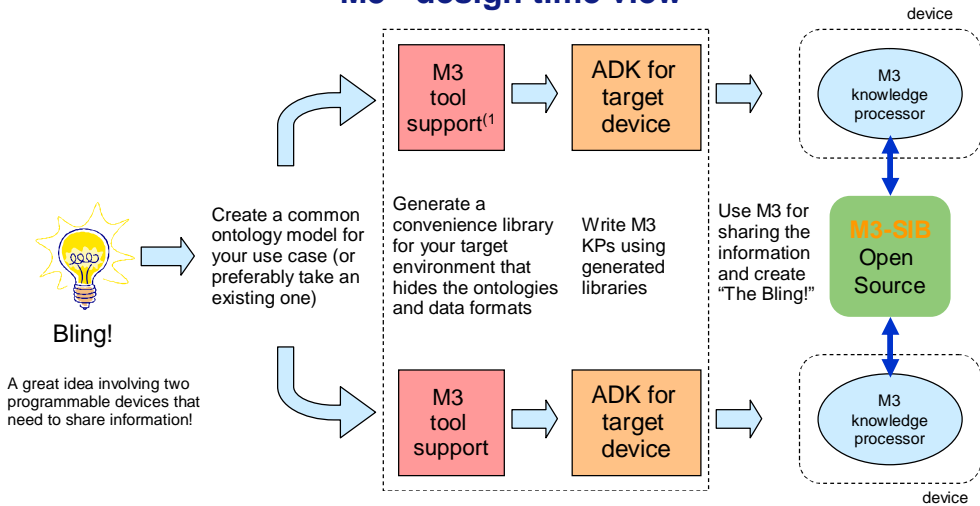 M3 - design time view
device
M3
tool
support(1
ADK for
target
device
M3
knowledge
processor
Bling!
A great idea involving two
programmable devices that
need to share information!
Create a common
ontology model for
your use case (or
preferably take an
existing one)
Generate a
convenience library
for your target
environment that
hides the ontologies
and data formats
Write M3
KPs using
generated
libraries
Use M3 for
sharing the
information
and create
“The Bling!”
M3-SIB
Open
Source
M3
tool
support
ADK for
target
device
M3
knowledge
processor
device